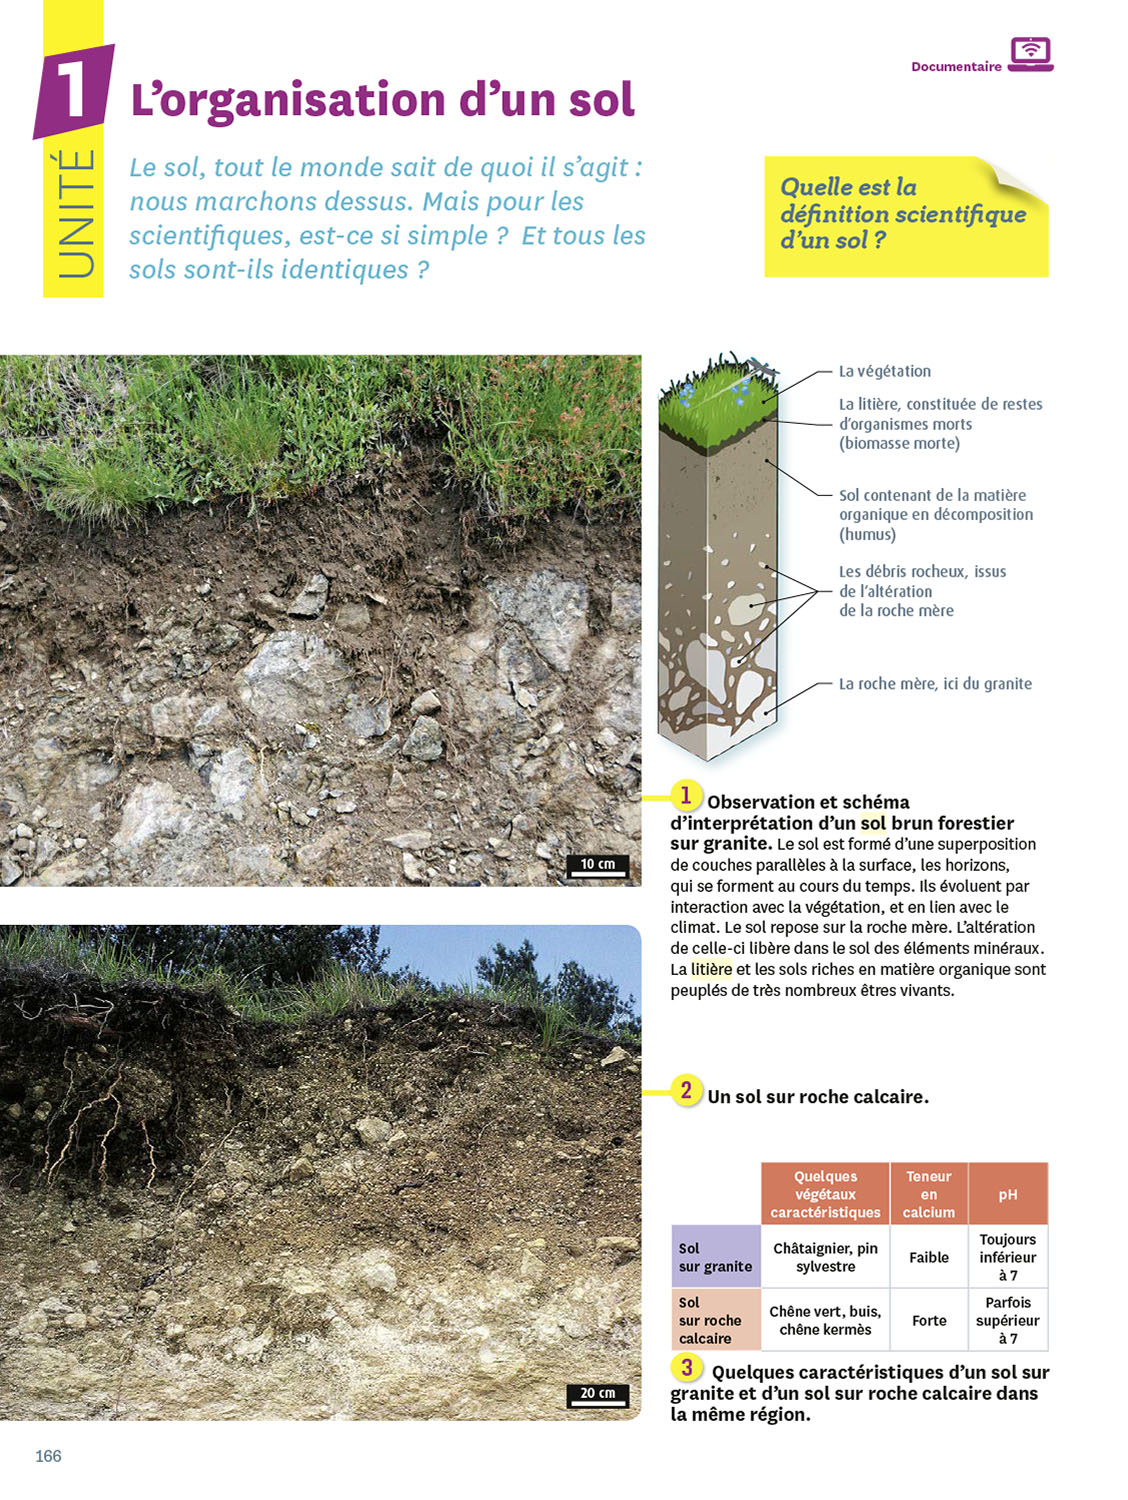 Documentaire
1
UNITÉ
L’organisation d’un sol
Le sol, tout le monde sait de quoi il s’agit :
nous marchons dessus. Mais pour les
scientifiques, est-ce si simple ? Et tous les
sols sont-ils identiques ?
Quelle est la
définition scientifique
d’un sol ?
La végétation
La litière, constituée de restes
d’organismes morts
(biomasse morte)
Sol contenant de la matière
organique en décomposition
(humus)
Les débris rocheux, issus
de l’altération
de la roche mère
La roche mère, ici du granite
10 cm
1 Observation et schéma
d’interprétation d’un sol brun forestier
sur granite. Le sol est formé d’une superposition
de couches parallèles à la surface, les horizons,
qui se forment au cours du temps. Ils évoluent par
interaction avec la végétation, et en lien avec le
climat. Le sol repose sur la roche mère. L’altération
de celle-ci libère dans le sol des éléments minéraux.
La litière et les sols riches en matière organique sont
peuplés de très nombreux êtres vivants.
2 Un sol sur roche calcaire.
20 cm
Quelques
végétaux
caractéristiques
Teneur
en
calcium
pH
Sol
sur granite
Châtaignier, pin
sylvestre
Faible
Toujours
inférieur
à 7
Sol
sur roche
calcaire
Chêne vert, buis,
chêne kermès
Forte
Parfois
supérieur
à 7
3 Quelques caractéristiques d’un sol sur
granite et d’un sol sur roche calcaire dans
la même région.
166